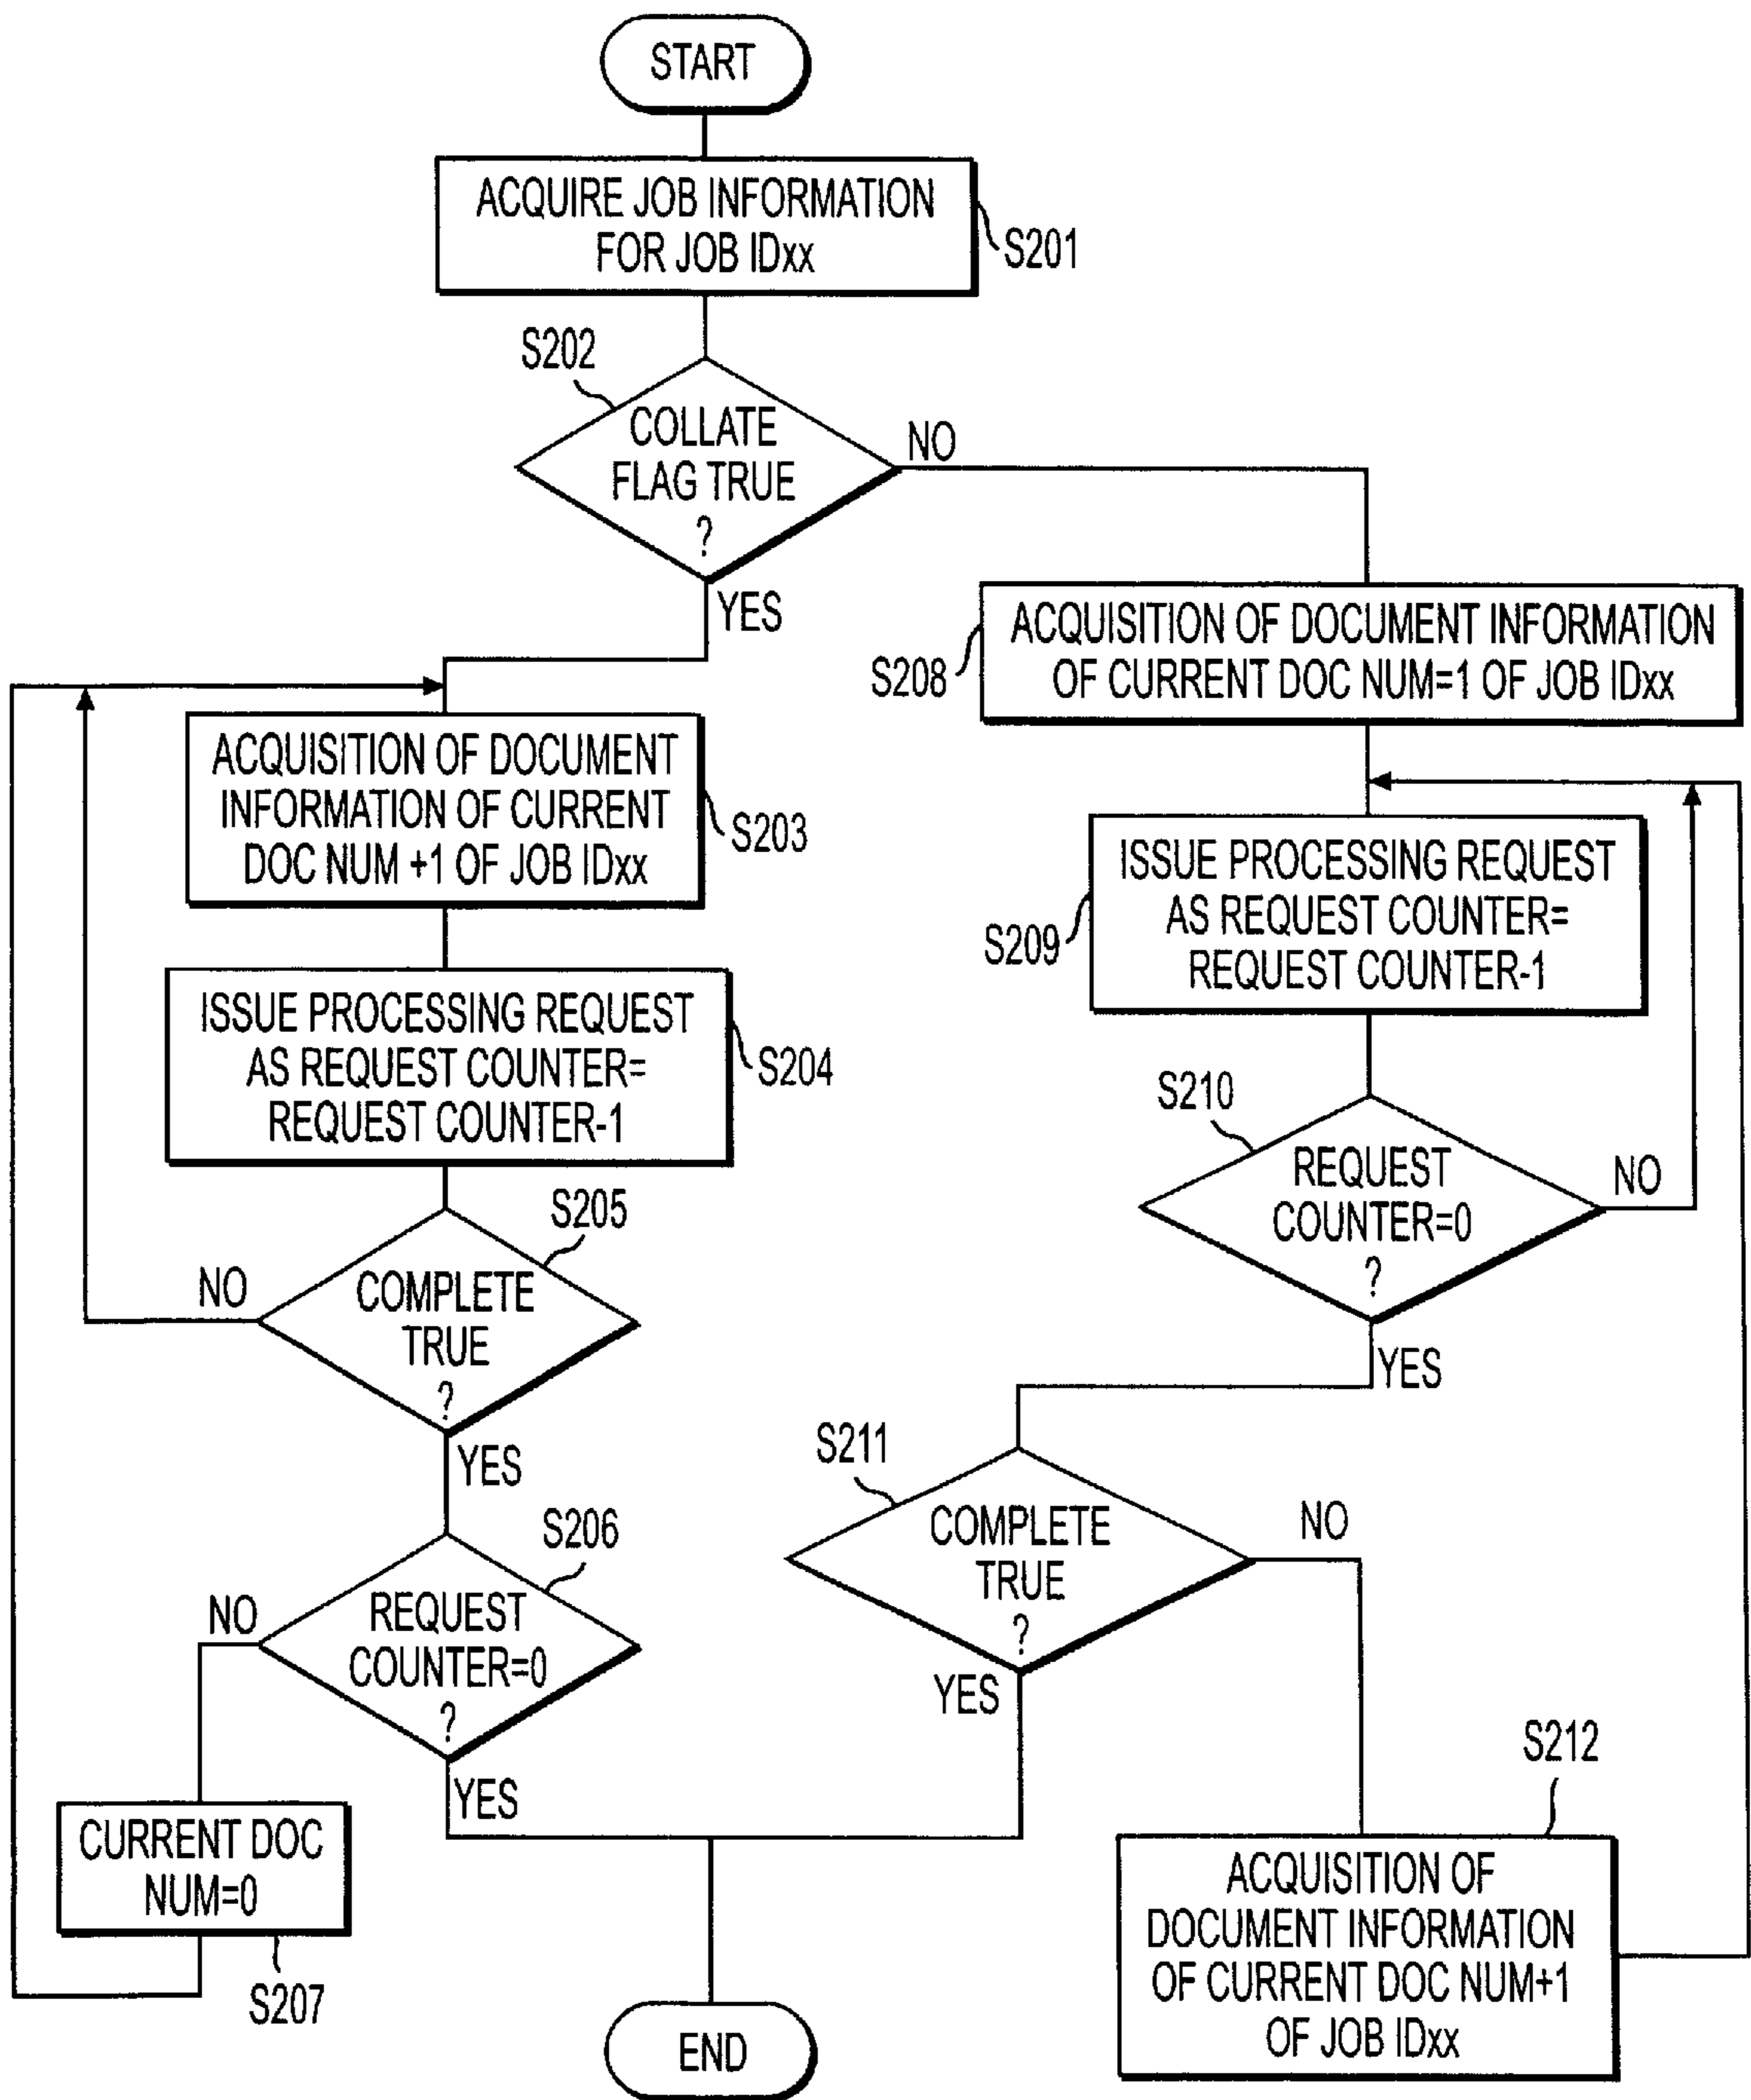 START
ACQUIRE JOB INFORMATION
FOR JOB IDxx
S201
S202
COLLATE
FLAG TRUE
?
NO
YES
ACQUISITION OF DOCUMENT INFORMATION
OF CURRENT DOC NUM=1 OF JOB IDxx
S208
ACQUISITION OF DOCUMENT
INFORMATION OF CURRENT
DOC NUM +1 OF JOB IDxx
S203
ISSUE PROCESSING REQUEST
AS REQUEST COUNTER=
REQUEST COUNTER-1
S209
ISSUE PROCESSING REQUEST
AS REQUEST COUNTER=
REQUEST COUNTER-1
S204
S210
REQUEST
COUNTER=0
?
NO
YES
S205
COMPLETE
TRUE
?
NO
YES
S211
COMPLETE
TRUE
?
NO
YES
S206
REQUEST
COUNTER=0
?
NO
YES
CURRENT DOC
NUM=0
S207
S212
ACQUISITION OF
DOCUMENT INFORMATION
OF CURRENT DOC NUM+1
OF JOB IDxx
END